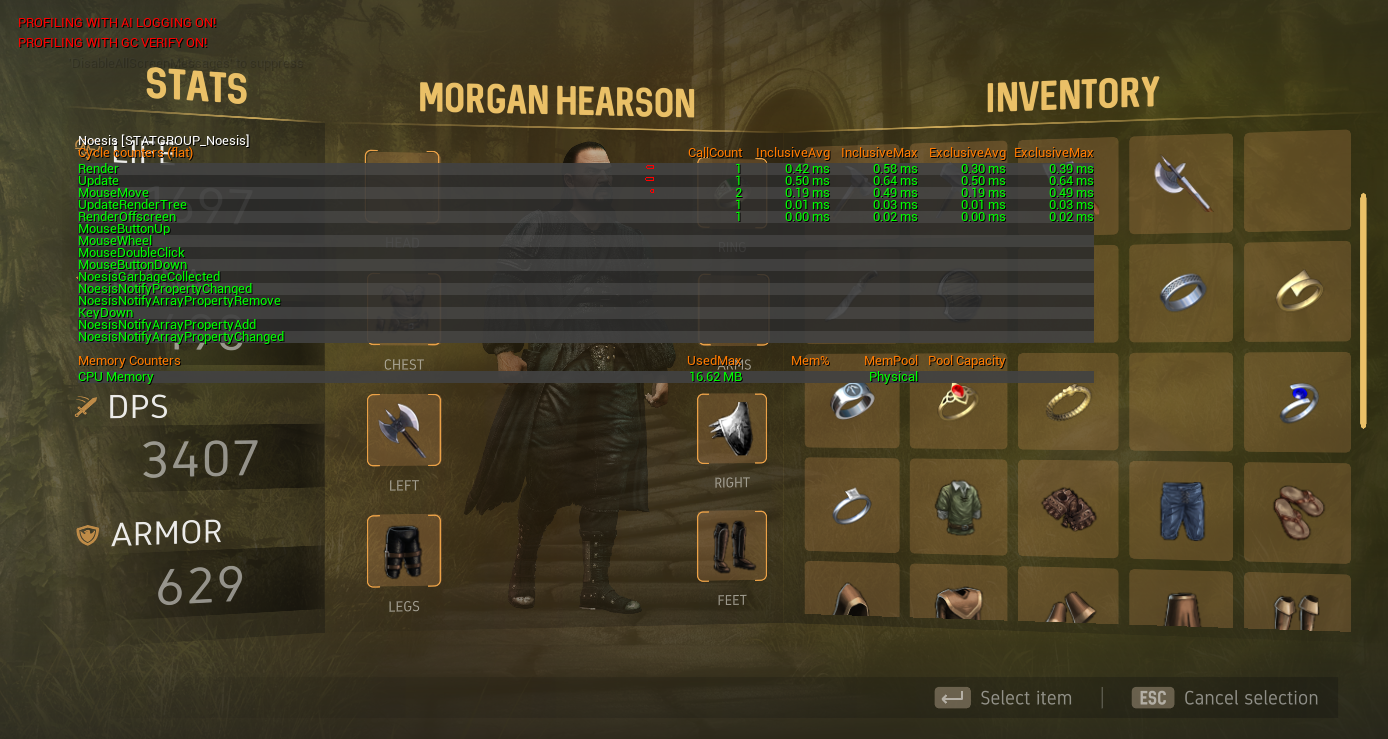 PROFILING WITH AI LOGGING ON!
PROFILING WITH GC VERIFY ON!
'DisableAllScreenMessages' to suppress
STATS
MORGAN HEARSON
INVENTORY
Noesis [STATGROUP_Noesis]
LIFE
Cycle counters (flat) CallCount InclusiveAvg InclusiveMax ExclusiveAvg ExclusiveMax
Render 1 0.42 ms 0.58 ms 0.30 ms 0.39 ms
Update 1 0.50 ms 0.64 ms 0.50 ms 0.64 ms
MouseMove 2 0.19 ms 0.49 ms 0.19 ms 0.49 ms
UpdateRenderTree 1 0.01 ms 0.03 ms 0.01 ms 0.03 ms
RenderOffscreen 1 0.00 ms 0.02 ms 0.00 ms 0.02 ms
MouseButtonUp
MouseWheel
HEAD
RING
MouseDoubleClick
MouseButtonDown
NoesisGarbageCollected
NoesisNotifyPropertyChanged
NoesisNotifyArrayPropertyRemove
KeyDown
NoesisNotifyArrayPropertyAdd
NoesisNotifyArrayPropertyChanged
Memory Counters UsedMax Mem% MemPool Pool Capacity
CHEST
ARMS
CPU Memory 16.62 MB Physical
DPS
3407
LEFT
RIGHT
ARMOR
629
LEGS
FEET
Select item
ESC Cancel selection